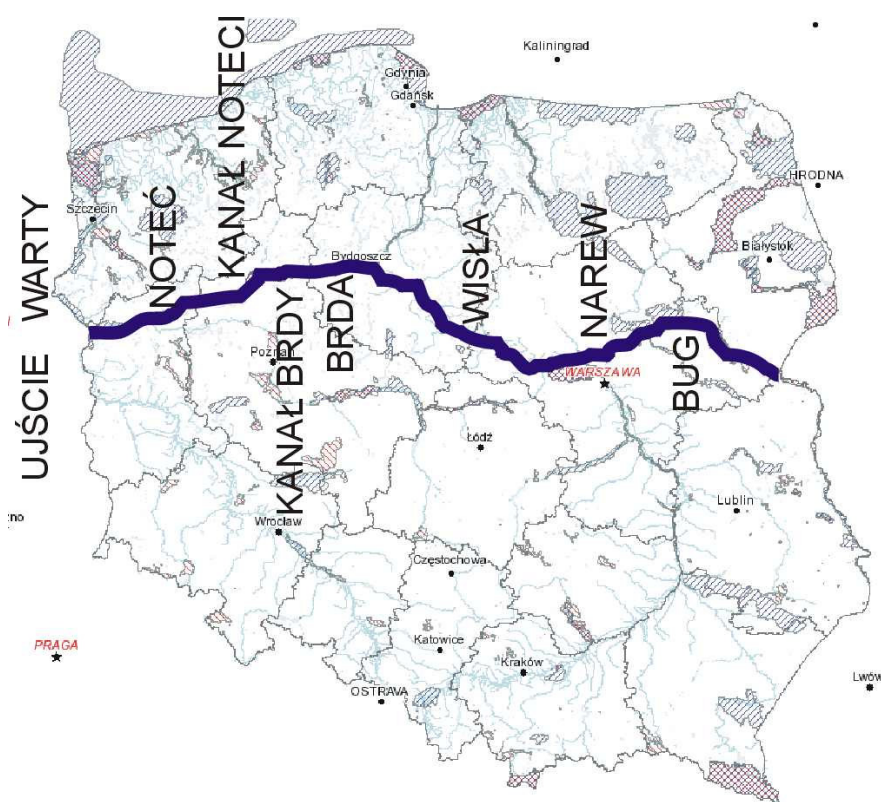 Kaliningrad
Gdynia
Gdańsk
HRODNA
Szczecin
Białystok
Bydgoszcz
Poznań
WARSZAWA
Łódź
Lublin
Wrocław
Częstochowa
Katowice
Kraków
OSTRAVA
PRAGA
Lwów
no
UJŚCIE WARTY
NOTEĆ
KANAŁ NOTECI
KANAŁ BRDY
BRDA
WISŁA
NAREW
BUG